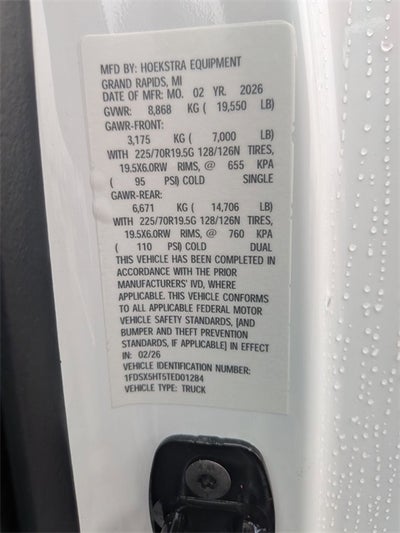 MFD BY: HOEKSTRA EQUIPMENT
GRAND RAPIDS, MI
DATE OF MFR: MO. 02 YR. 2026
GVWR: 8,868 KG ( 19,550 LB)
GAWR-FRONT:
3,175 KG ( 7,000 LB)
WITH 225/70R19.5G 128/126N TIRES,
19.5X6.0RW RIMS, @ 655 KPA
( 95 PSI) COLD SINGLE
GAWR-REAR:
6,671 KG ( 14,706 LB)
WITH 225/70R19.5G 128/126N TIRES,
19.5X6.0RW RIMS, @ 760 KPA
( 110 PSI) COLD DUAL
THIS VEHICLE HAS BEEN COMPLETED IN
ACCORDANCE WITH THE PRIOR
MANUFACTURERS' IVD, WHERE
APPLICABLE. THIS VEHICLE CONFORMS
TO ALL APPLICABLE FEDERAL MOTOR
VEHICLE SAFETY STANDARDS, [AND
BUMPER AND THEFT PREVENTION
STANDARDS, IF APPLICABLE] IN EFFECT
IN: 02/26
VEHICLE IDENTIFICATION NUMBER:
1FDSX5HT5TED01284
VEHICLE TYPE: TRUCK